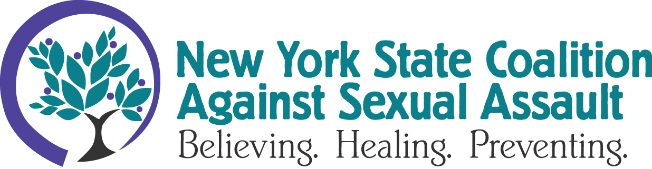 New York State Coalition
Against Sexual Assault
Believing. Healing. Preventing.